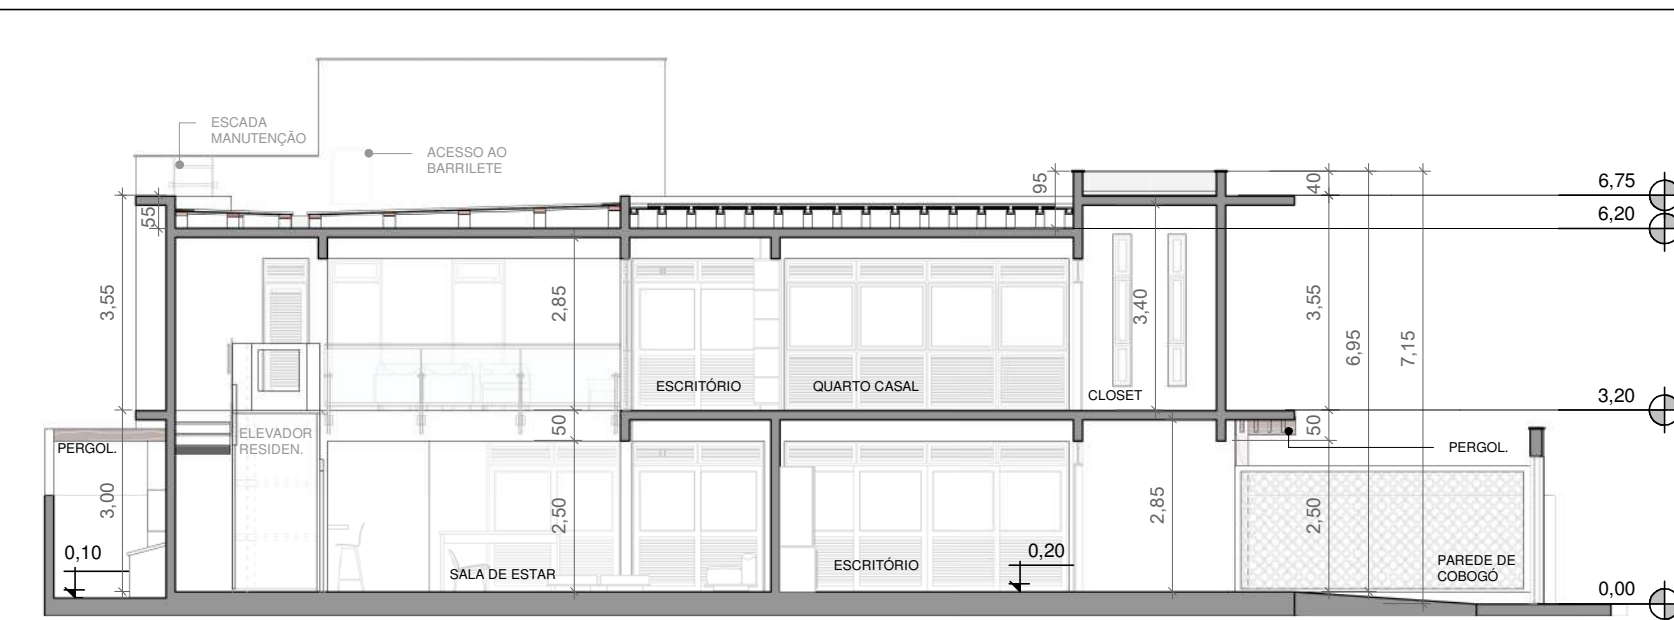 ESCADA
MANUTENÇÃO
ACESSO AO
BARRILETE
55
95
40
6,75
6,20
3,55
2,85
3,40
3,55
6,95
7,15
ESCRITÓRIO
QUARTO CASAL
CLOSET
3,20
PERGOL.
ELEVADOR
RESIDEN.
50
50
PERGOL.
3,00
2,50
2,85
2,50
0,10
SALA DE ESTAR
ESCRITÓRIO
0,20
PAREDE DE
COBOGÓ
0,00